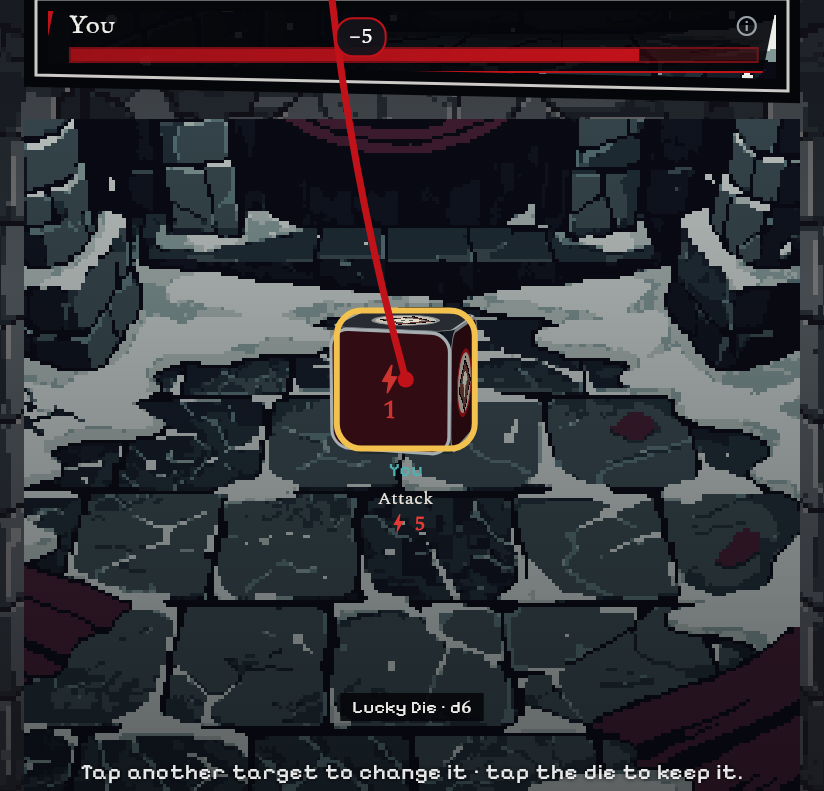 You
−5
1
You
Attack
5
Lucky Die · d6
Tap another target to change it · tap the die to keep it.